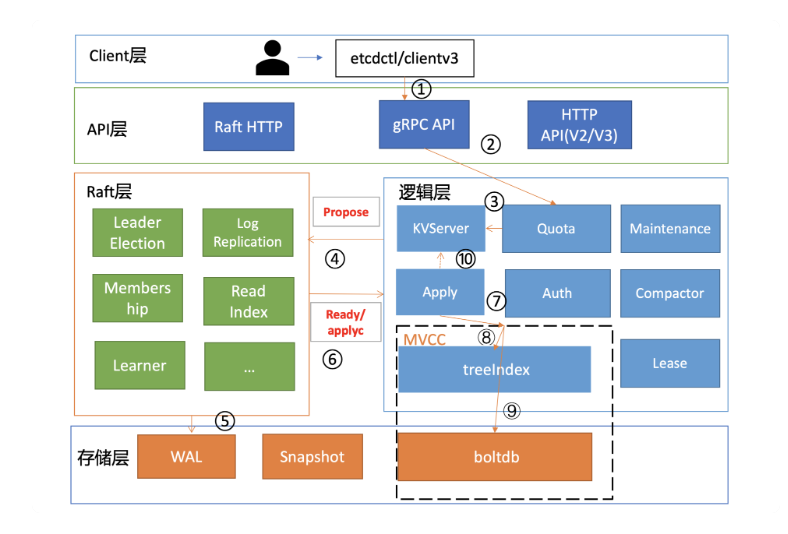 Client层
etcdctl/clientv3
①
API层
Raft HTTP
gRPC API
HTTP
API(V2/V3)
②
Raft层
逻辑层
Leader
Election
Log
Replication
Propose
③
KVServer
Quota
Maintenance
④
⑩
Members
hip
Read
Index
Ready/
applyc
Apply
⑦
Auth
Compactor
⑥
MVCC
⑧
Learner
...
treeIndex
Lease
⑤
⑨
存储层
WAL
Snapshot
boltdb